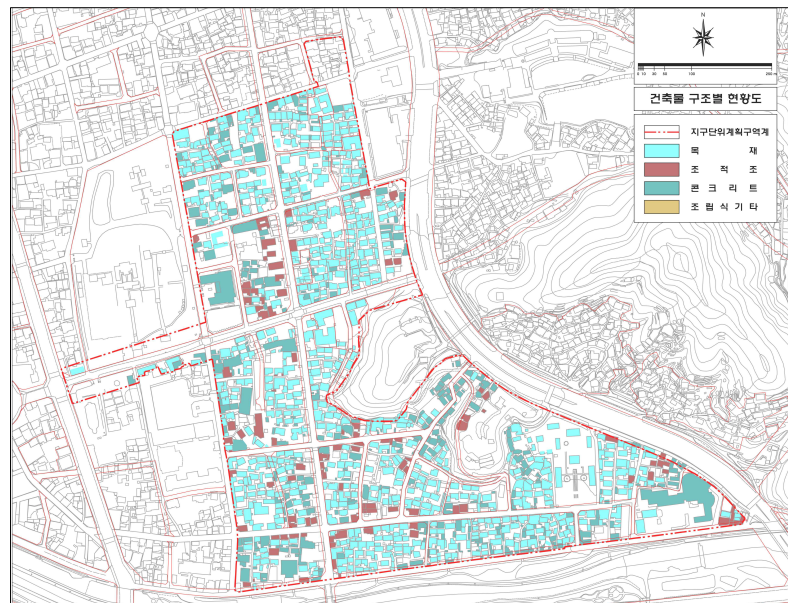 N
0 10 30 50 100 200 m
건축물 구조별 현황도
지구단위계획구역계
목 재
조 적 조
콘 크 리 트
조 립 식 기 타